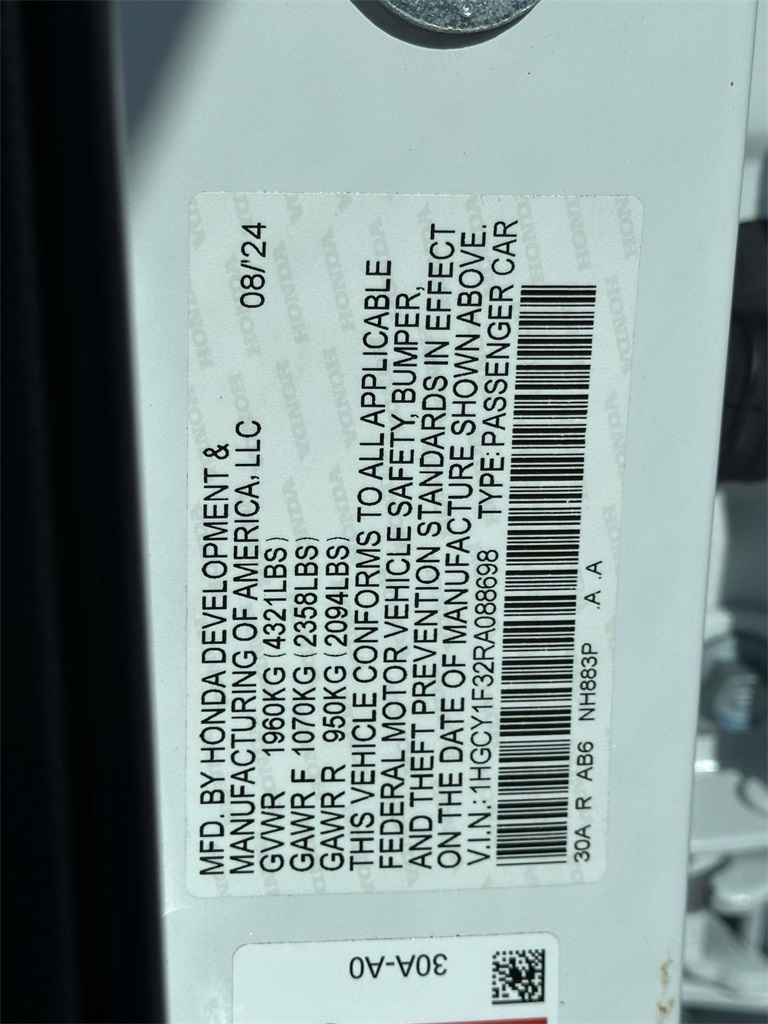 MFD. BY HONDA DEVELOPMENT &
MANUFACTURING OF AMERICA, LLC 08/'24
GVWR 1960KG (4321LBS)
GAWR F 1070KG (2358LBS)
GAWR R 950KG (2094LBS)
THIS VEHICLE CONFORMS TO ALL APPLICABLE
FEDERAL MOTOR VEHICLE SAFETY, BUMPER,
AND THEFT PREVENTION STANDARDS IN EFFECT
ON THE DATE OF MANUFACTURE SHOWN ABOVE.
V.I.N.: 1HGCY1F32RA088698 TYPE: PASSENGER CAR
30A R AB6 NH883P .A .A
30A-A0